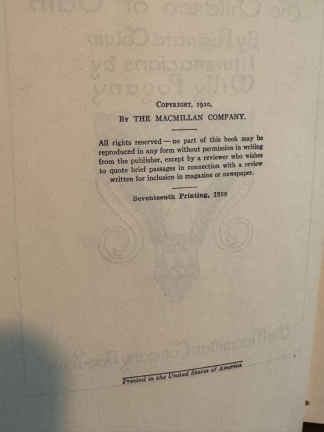 COPYRIGHT, 1920,
BY THE MACMILLAN COMPANY.
All rights reserved — no part of this book may be
reproduced in any form without permission in writing
from the publisher, except by a reviewer who wishes
to quote brief passages in connection with a review
written for inclusion in magazine or newspaper.
Seventeenth Printing,
Printed in the United States of America